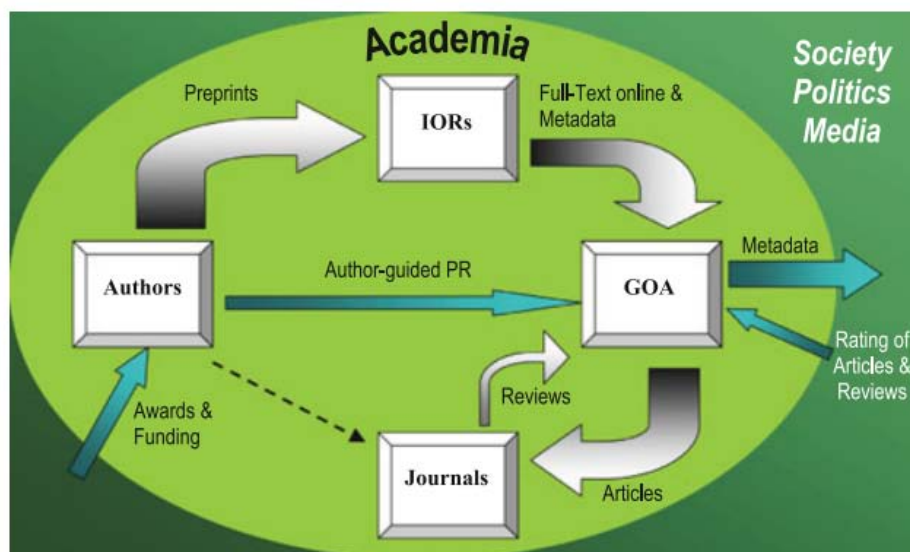 Academia
Society
Politics
Media
Preprints
IORs
Full-Text online &
Metadata
Authors
Author-guided PR
GOA
Metadata
Rating of
Articles &
Reviews
Awards &
Funding
Reviews
Journals
Articles